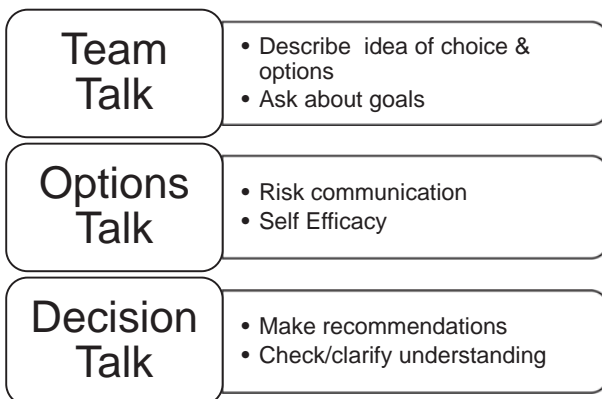 Team
Talk
• Describe idea of choice &
options
• Ask about goals
Options
Talk
• Risk communication
• Self Efficacy
Decision
Talk
• Make recommendations
• Check/clarify understanding